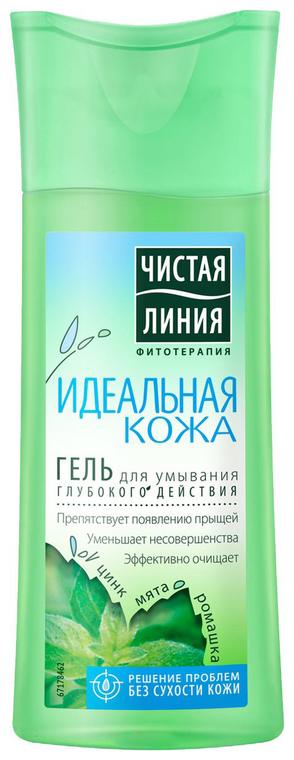 ЧИСТАЯ
ЛИНИЯ
ФИТОТЕРАПИЯ
ИДЕАЛЬНАЯ
КОЖА
ГЕЛЬ для умывания
ГЛУБОКОГО ДЕЙСТВИЯ
Препятствует появлению прыщей
Уменьшает несовершенства
Эффективно очищает
цинк
мята
ромашка
67178462
РЕШЕНИЕ ПРОБЛЕМ
БЕЗ СУХОСТИ КОЖИ